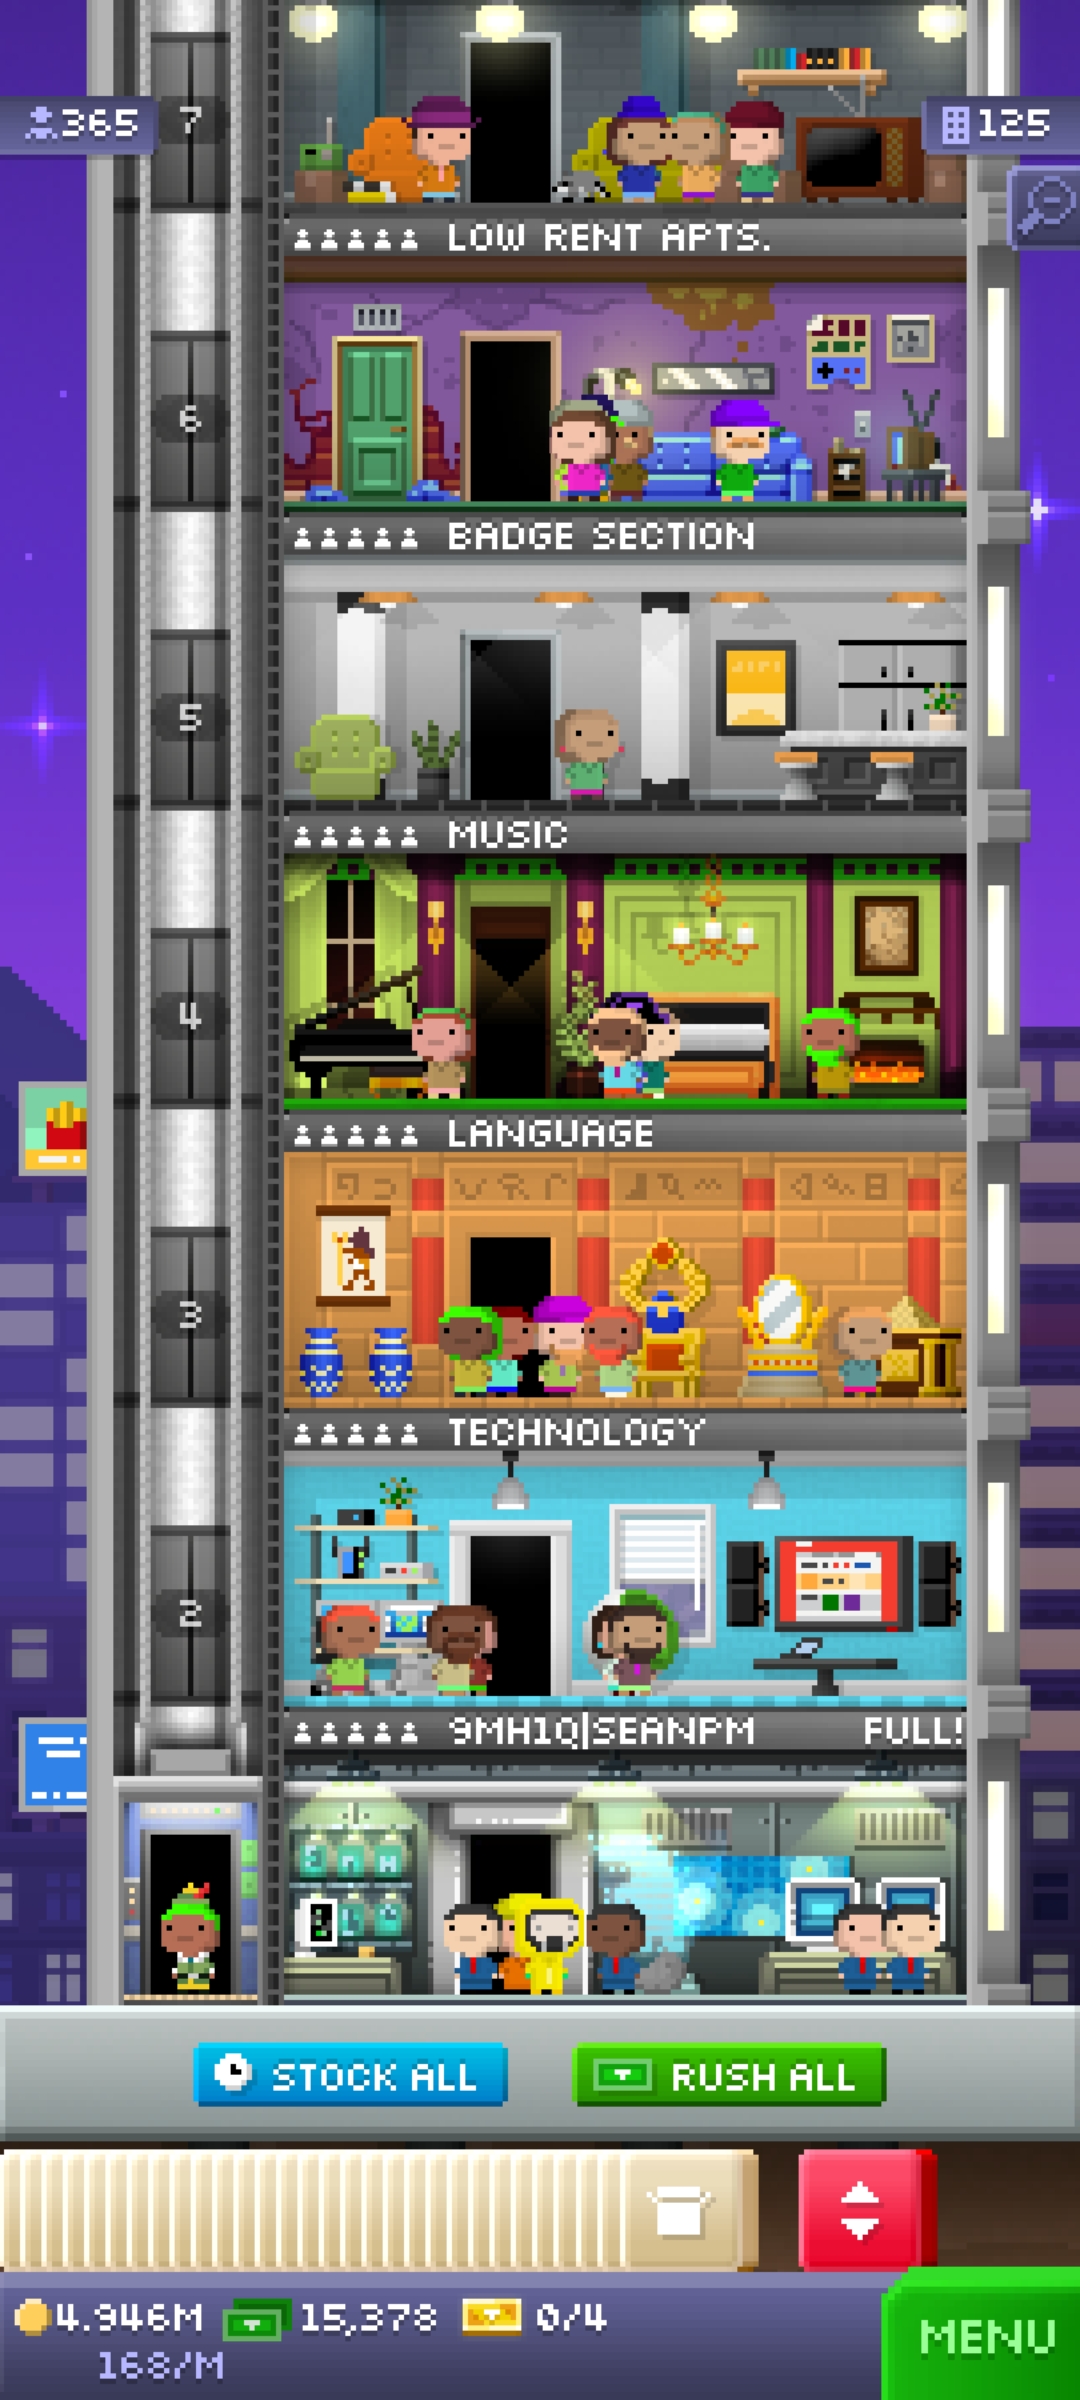 365
7
125
LOW RENT APTS.
6
BADGE SECTION
5
MUSIC
4
LANGUAGE
3
TECHNOLOGY
2
9MH1Q|SEANPM FULL!
STOCK ALL
RUSH ALL
4.946M 15,378 0/4
168/M
MENU